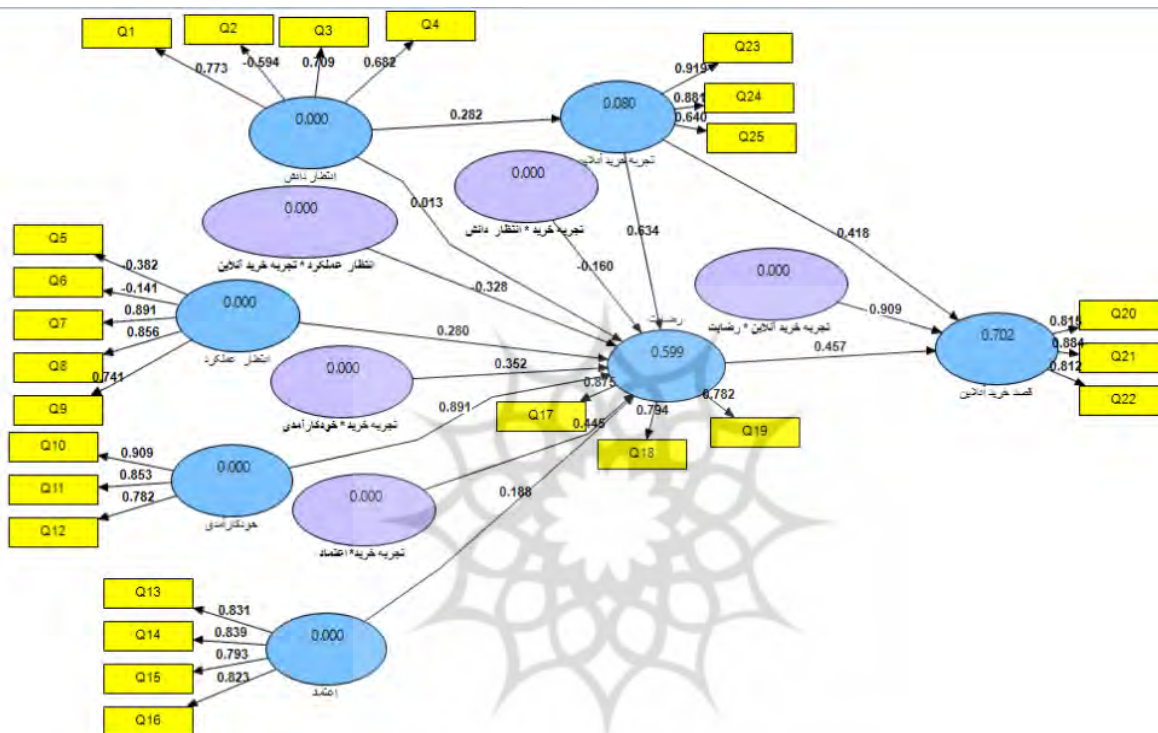 Q1
Q2
Q3
Q4
0.773
-0.594
0.709
0.682
0.000
انتظار دانش
0.282
0.080
تجربه خرید آنلاین
Q23
Q24
Q25
0.919
0.881
0.640
0.000
تجربه خرید * انتظار دانش
0.013
0.634
-0.160
0.418
0.000
انتظار عملکرد * تجربه خرید آنلاین
-0.328
Q5
Q6
Q7
Q8
Q9
-0.382
-0.141
0.891
0.856
0.741
0.000
انتظار عملکرد
0.280
0.000
تجربه خرید آنلاین * رضایت
0.909
رضایت
0.599
0.457
0.702
قصد خرید آنلاین
Q20
Q21
Q22
0.815
0.884
0.812
0.000
تجربه خرید * خودکارآمدی
0.352
0.891
0.875
0.794
0.782
Q17
Q18
Q19
Q10
Q11
Q12
0.909
0.853
0.782
0.000
خودکارآمدی
0.445
0.000
تجربه خرید * اعتماد
0.188
Q13
Q14
Q15
Q16
0.831
0.839
0.793
0.823
0.000
اعتماد